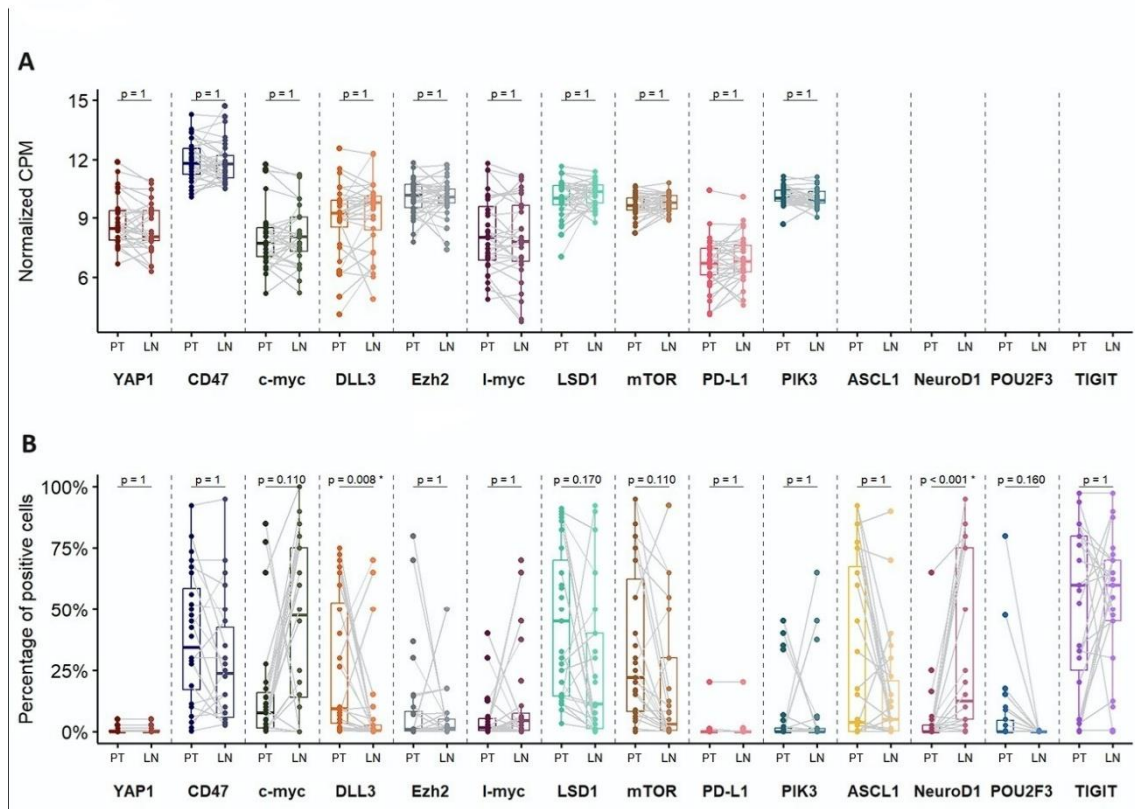 A
p = 1 p = 1 p = 1 p = 1 p = 1 p = 1 p = 1 p = 1 p = 1 p = 1
15
12
9
6
Normalized CPM
PT LN PT LN PT LN PT LN PT LN PT LN PT LN PT LN PT LN PT LN PT LN PT LN PT LN PT LN
YAP1 CD47 c-myc DLL3 Ezh2 l-myc LSD1 mTOR PD-L1 PIK3 ASCL1 NeuroD1 POU2F3 TIGIT
B
p = 1 p = 1 p = 0.110 p = 0.008 * p = 1 p = 1 p = 0.170 p = 0.110 p = 1 p = 1 p = 1 p < 0.001 * p = 0.160 p = 1
100%
75%
50%
25%
0%
Percentage of positive cells
PT LN PT LN PT LN PT LN PT LN PT LN PT LN PT LN PT LN PT LN PT LN PT LN PT LN PT LN
YAP1 CD47 c-myc DLL3 Ezh2 l-myc LSD1 mTOR PD-L1 PIK3 ASCL1 NeuroD1 POU2F3 TIGIT